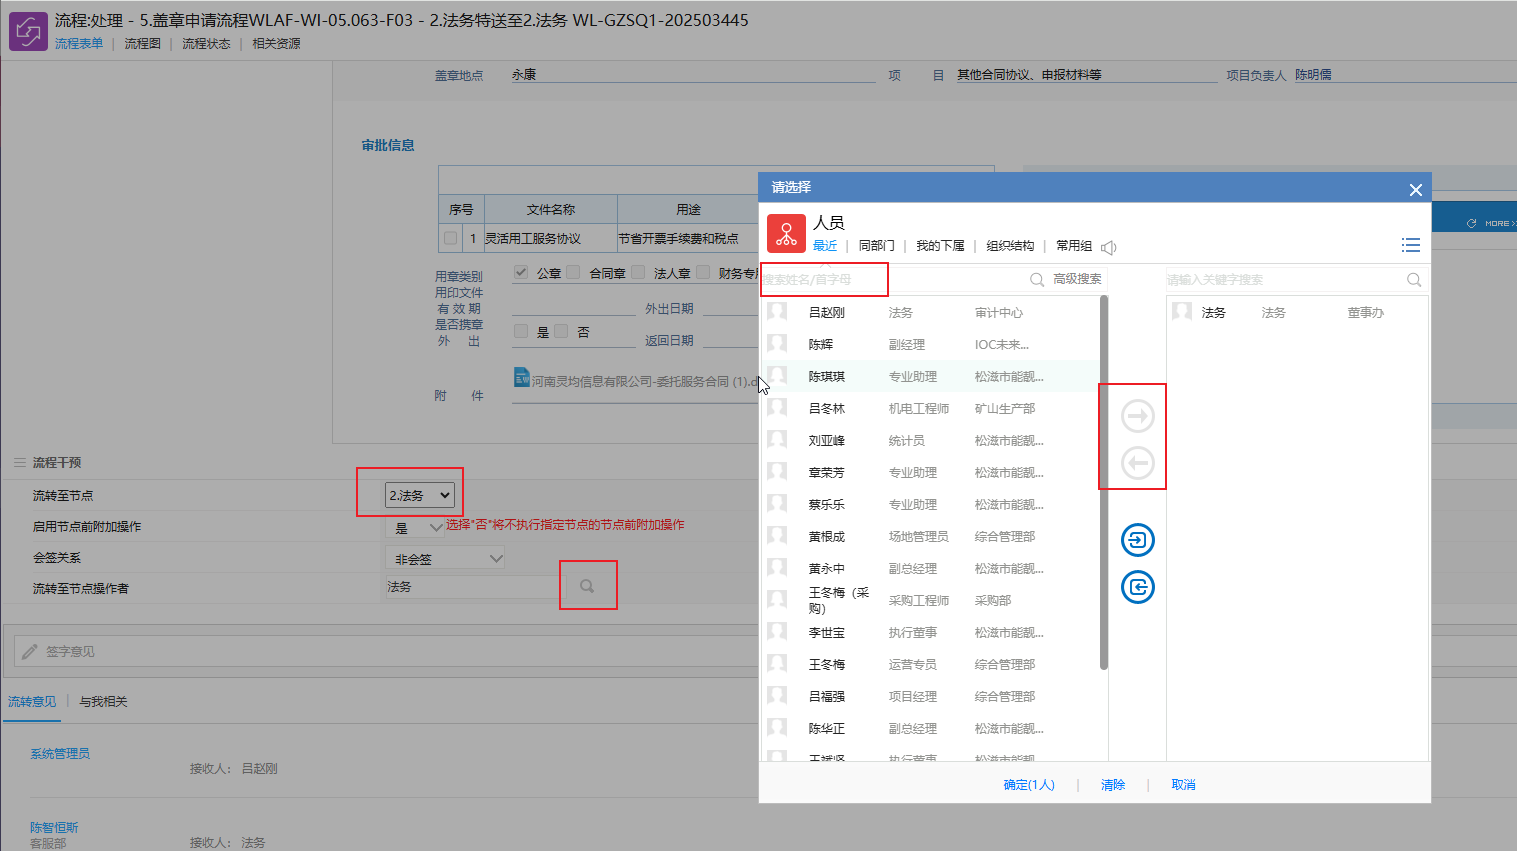 流程:处理 - 5.盖章申请流程WLAF-WI-05.063-F03 - 2.法务特送至2.法务 WL-GZSQ1-202503445
流程表单 | 流程图 | 流程状态 | 相关资源
盖章地点 永康 项 目 其他合同协议、申报材料等 项目负责人 陈明儒
审批信息
序号 文件名称 用途
1 灵活用工服务协议 节省开票手续费和税点
用章类别 公章 合同章 法人章 财务专
用印文件
有 效 期 外出日期
是否携章
外 出 是 否 返回日期
附 件 河南灵均信息有限公司-委托服务合同 (1).d
流程干预
流转至节点 2.法务
启用节点前附加操作 是 选择"否"将不执行指定节点的节点前附加操作
会签关系 非会签
流转至节点操作者 法务
签字意见
流转意见 | 与我相关
系统管理员
接收人： 吕赵刚
陈智恒斯
客服部
接收人： 法务
MORE
请选择
人员
最近 | 同部门 | 我的下属 | 组织结构 | 常用组
搜索姓名/首字母 高级搜索
吕赵刚 法务 审计中心
陈辉 副经理 IOC未来...
陈琪琪 专业助理 松滋市能靓...
吕冬林 机电工程师 矿山生产部
刘亚峰 统计员 松滋市能靓...
章荣芳 专业助理 松滋市能靓...
蔡乐乐 专业助理 松滋市能靓...
黄根成 场地管理员 综合管理部
黄永中 副总经理 松滋市能靓...
王冬梅（采购） 采购工程师 采购部
李世宝 执行董事 松滋市能靓...
王冬梅 运营专员 综合管理部
吕福强 项目经理 综合管理部
陈华正 副总经理 松滋市能靓...
请输入关键字搜索
法务 法务 董事办
确定(1人) | 清除 | 取消